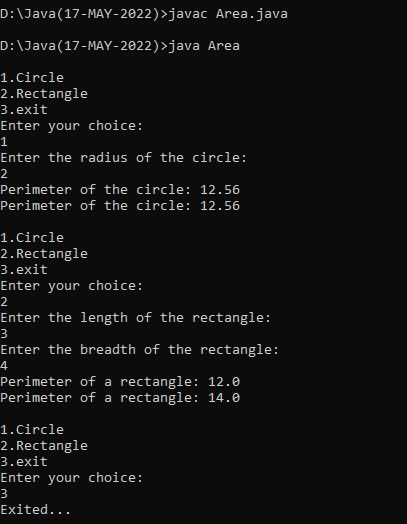 D:\Java(17-MAY-2022)>javac Area.java
D:\Java(17-MAY-2022)>java Area
1.Circle
2.Rectangle
3.exit
Enter your choice:
1
Enter the radius of the circle:
2
Perimeter of the circle: 12.56
Perimeter of the circle: 12.56
1.Circle
2.Rectangle
3.exit
Enter your choice:
2
Enter the length of the rectangle:
3
Enter the breadth of the rectangle:
4
Perimeter of a rectangle: 12.0
Perimeter of a rectangle: 14.0
1.Circle
2.Rectangle
3.exit
Enter your choice:
3
Exited...